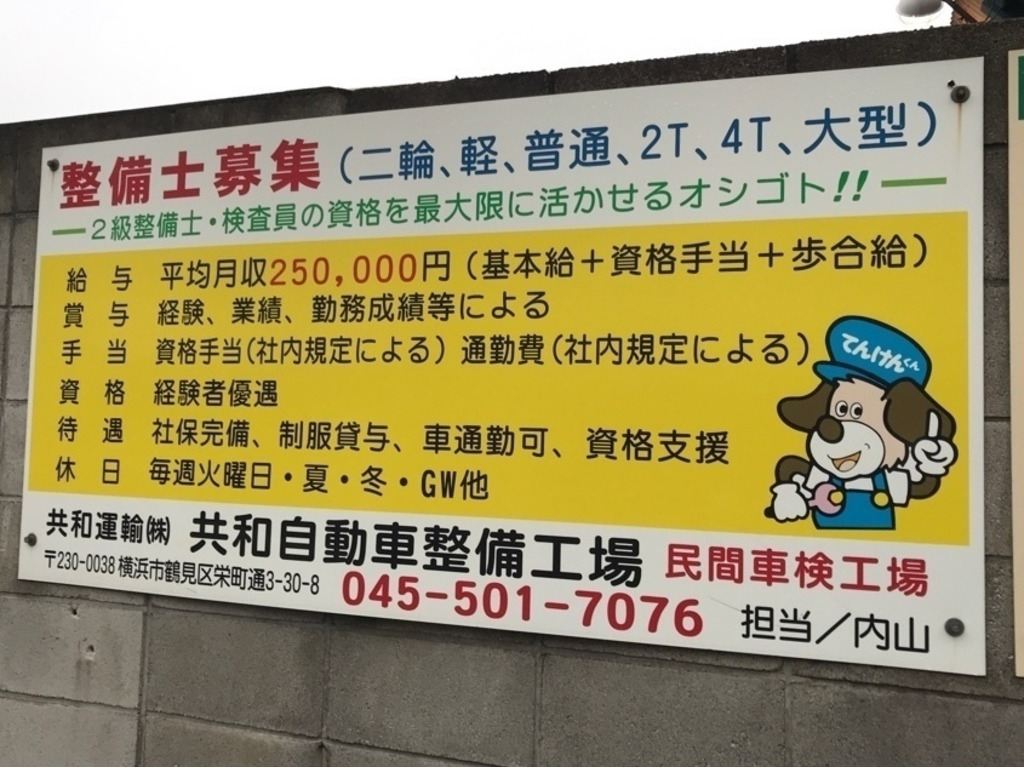 整備士募集（二輪、軽、普通、2T、4T、大型）
2級整備士・検査員の資格を最大限に活かせるオシゴト!!
給与 平均月収250,000円（基本給＋資格手当＋歩合給）
賞与 経験、業績、勤務成績等による
手当 資格手当（社内規定による）通勤費（社内規定による）
資格 経験者優遇
待遇 社保完備、制服貸与、車通勤可、資格支援
休日 毎週火曜日・夏・冬・GW他
てんけんくん
共和運輸㈱ 共和自動車整備工場 民間車検工場
〒230-0038 横浜市鶴見区栄町通3-30-8 045-501-7076 担当／内山